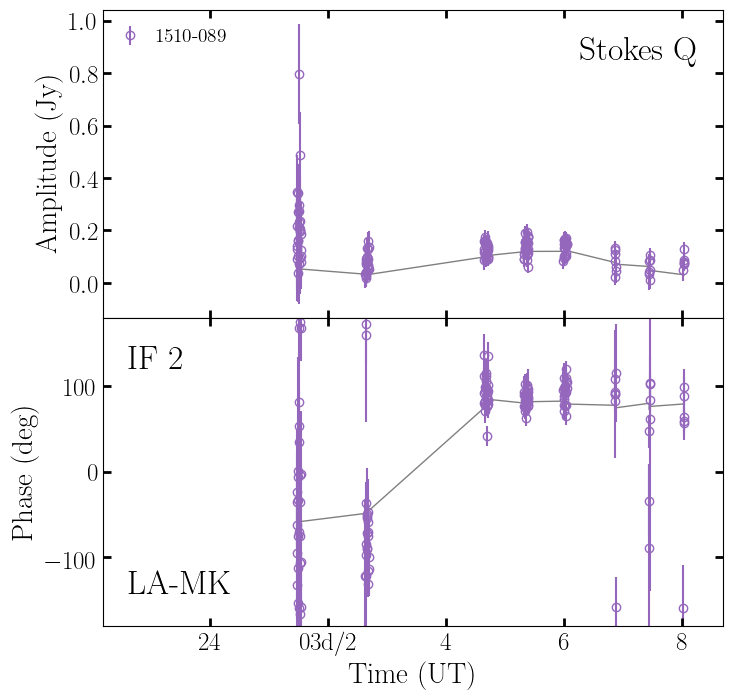 1510-089
Stokes Q
Amplitude (Jy)
1.0
0.8
0.6
0.4
0.2
0.0
IF 2
LA-MK
Phase (deg)
100
0
−100
24
03d/2
4
6
8
Time (UT)